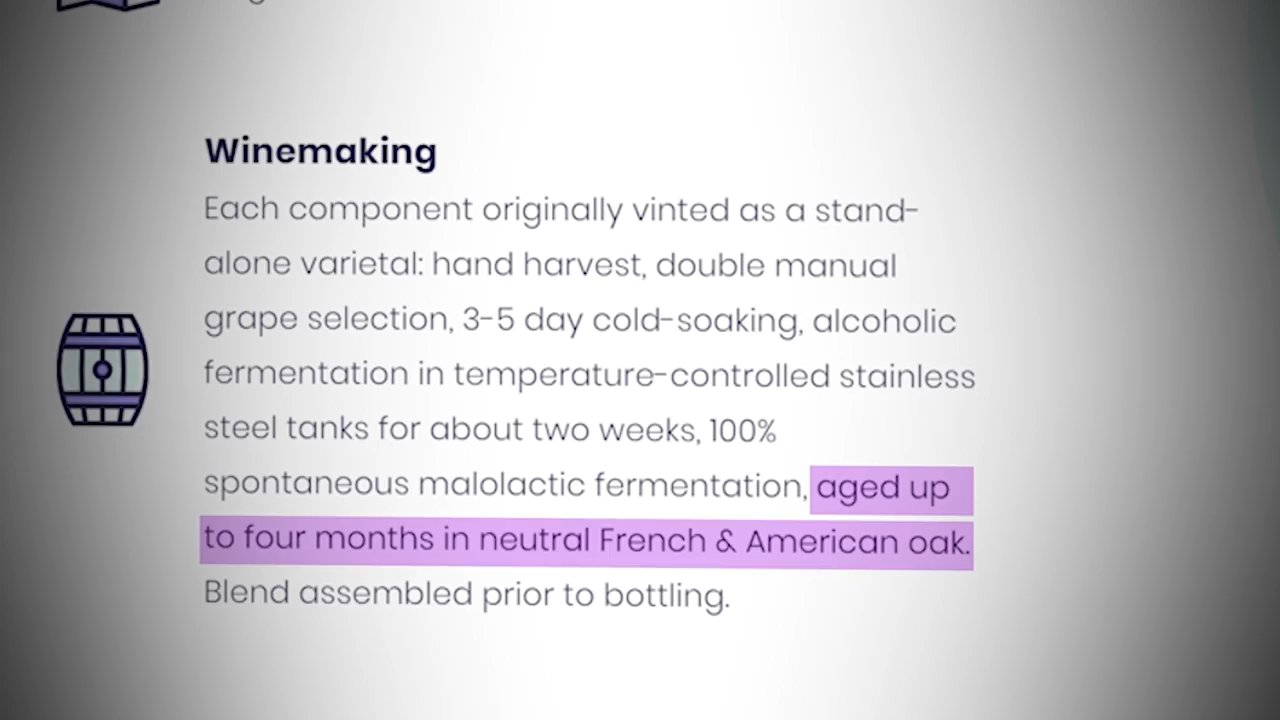 Winemaking
Each component originally vinted as a stand-
alone varietal: hand harvest, double manual
grape selection, 3-5 day cold-soaking, alcoholic
fermentation in temperature-controlled stainless
steel tanks for about two weeks, 100%
spontaneous malolactic fermentation, aged up
to four months in neutral French & American oak.
Blend assembled prior to bottling.